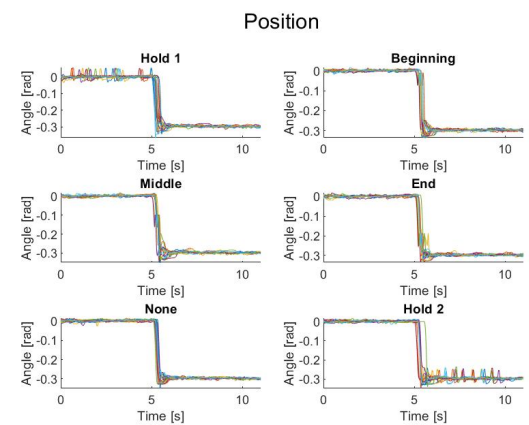 Position
Hold 1
Angle [rad]
0
-0.1
-0.2
-0.3
0
5
10
Time [s]
Beginning
Angle [rad]
0
-0.1
-0.2
-0.3
0
5
10
Time [s]
Middle
Angle [rad]
0
-0.1
-0.2
-0.3
0
5
10
Time [s]
End
Angle [rad]
0
-0.1
-0.2
-0.3
0
5
10
Time [s]
None
Angle [rad]
0
-0.1
-0.2
-0.3
0
5
10
Time [s]
Hold 2
Angle [rad]
0
-0.1
-0.2
-0.3
0
5
10
Time [s]